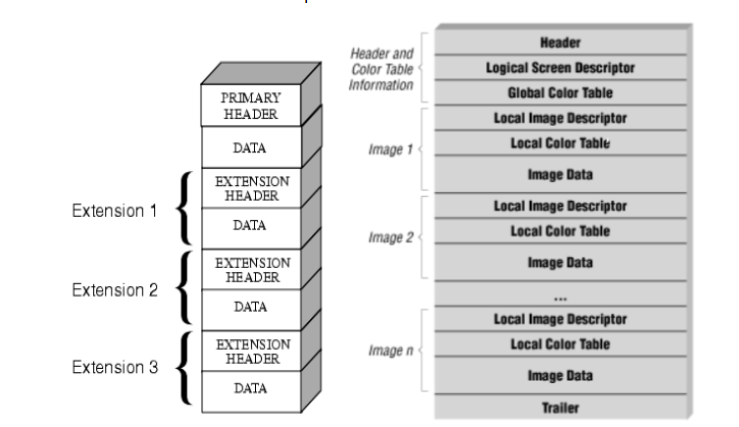 PRIMARY
HEADER
DATA
Extension 1
EXTENSION
HEADER
DATA
Extension 2
EXTENSION
HEADER
DATA
Extension 3
EXTENSION
HEADER
DATA
Header and
Color Table
Information
Header
Logical Screen Descriptor
Global Color Table
Image 1
Local Image Descriptor
Local Color Table
Image Data
Image 2
Local Image Descriptor
Local Color Table
Image Data
...
Image n
Local Image Descriptor
Local Color Table
Image Data
Trailer